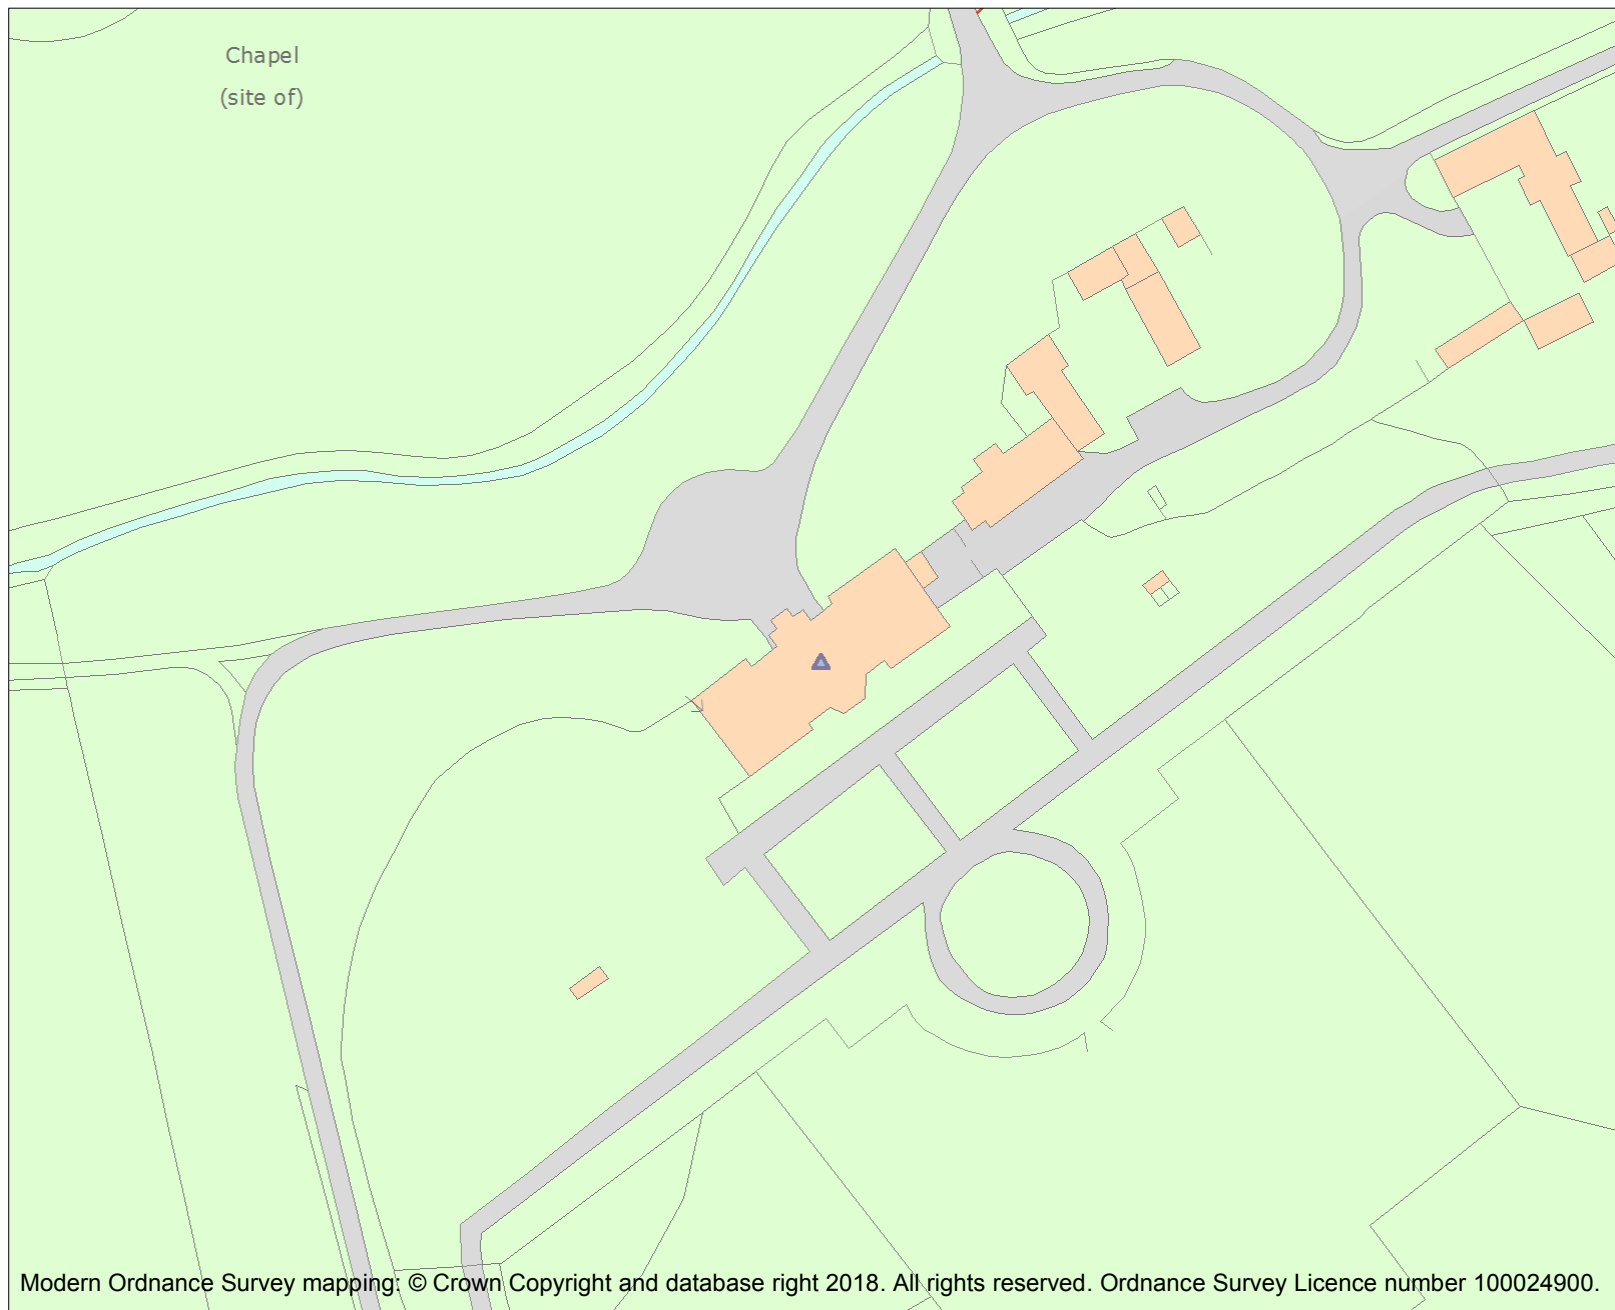 Chapel
(site of)
Modern Ordnance Survey mapping: © Crown Copyright and database right 2018. All rights reserved. Ordnance Survey Licence number 100024900.